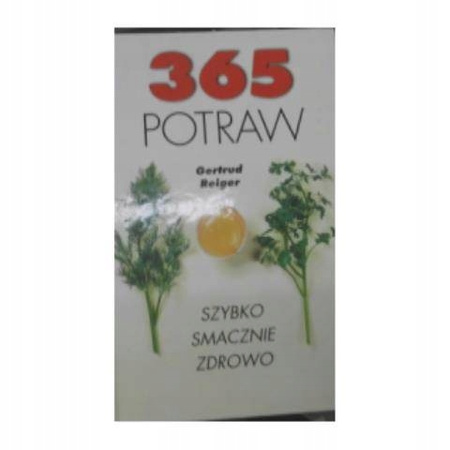 365
POTRAW
Gertrud
Reiger
SZYBKO
SMACZNIE
ZDROWO